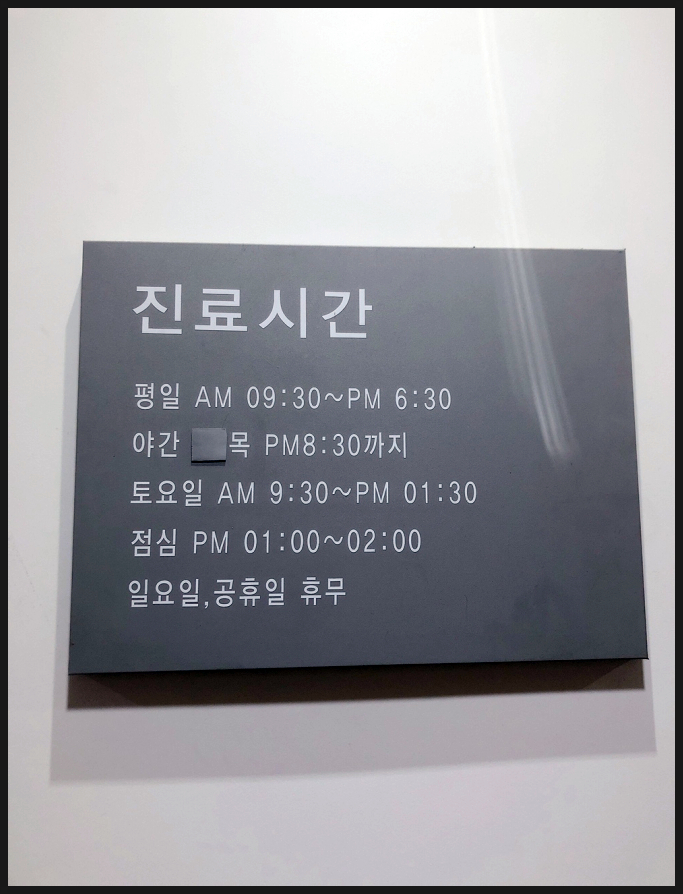 진료시간
평일 AM 09:30~PM 6:30
야간 목 PM8:30까지
토요일 AM 9:30~PM 01:30
점심 PM 01:00~02:00
일요일,공휴일 휴무